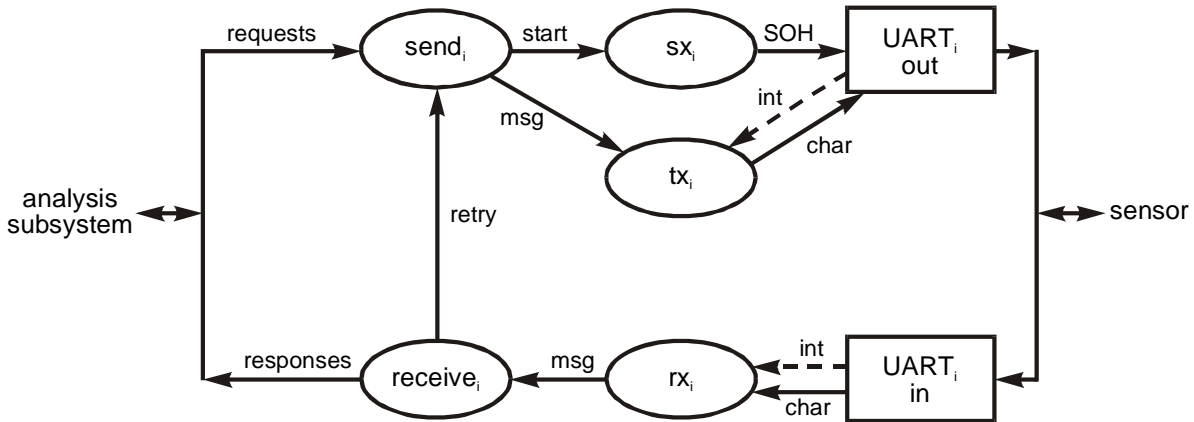 requests
send i
start
sx i
SOH
UART i
out
int
msg
char
tx i
analysis
subsystem
retry
sensor
responses
receive i
msg
rx i
int
char
UART i
in